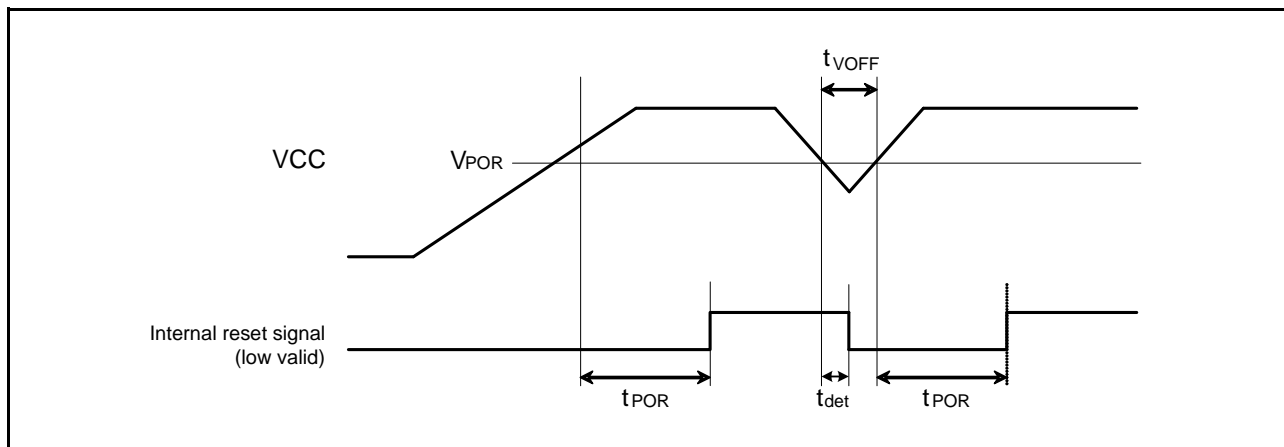 tVOFF
VCC
VPOR
Internal reset signal
(low valid)
tPOR
tdet
tPOR